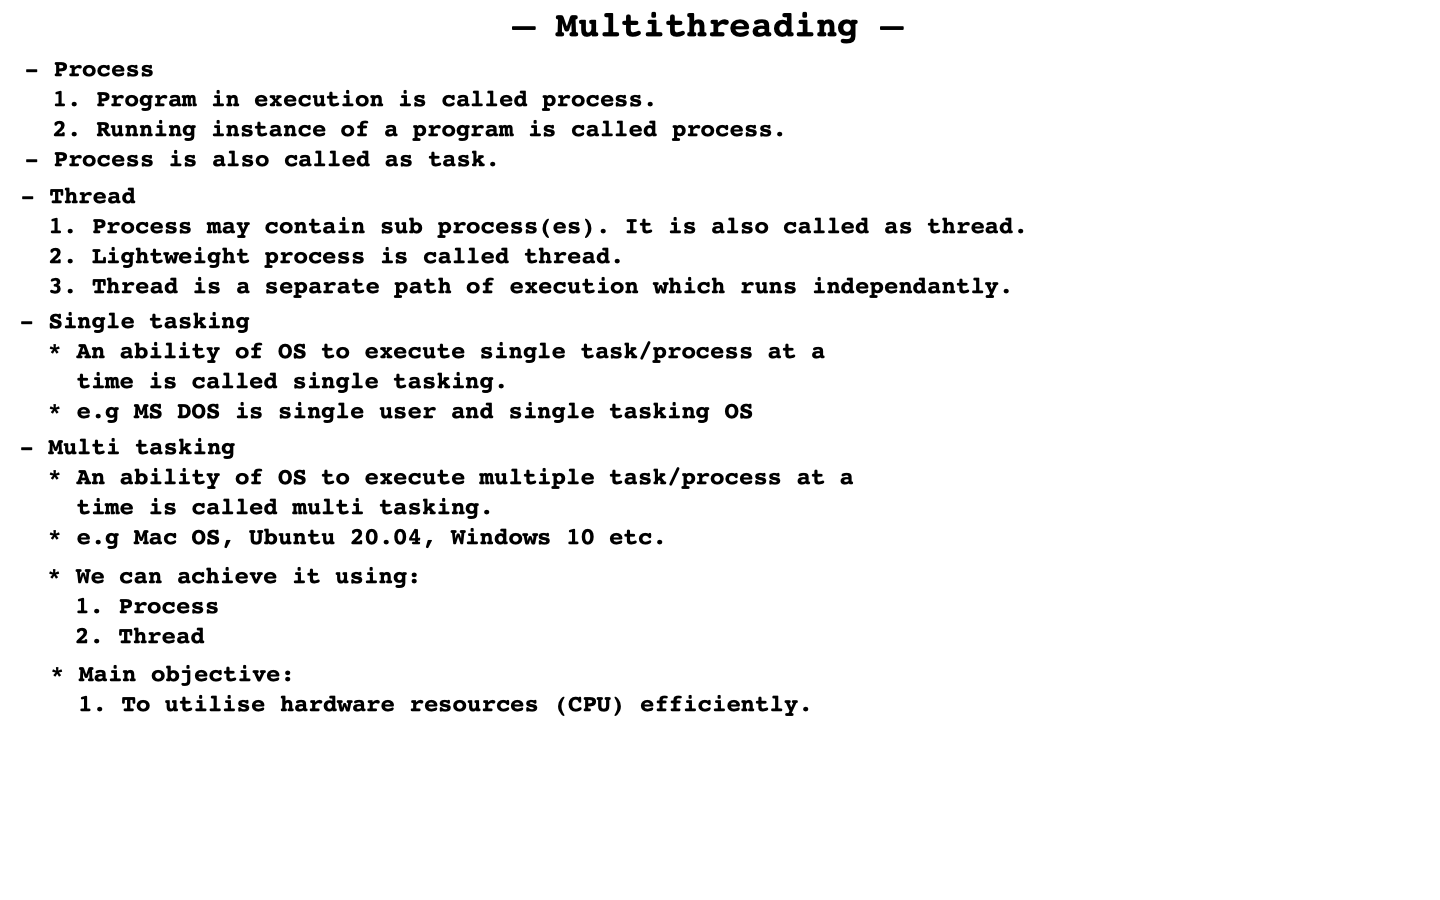 – Multithreading –
- Process
1. Program in execution is called process.
2. Running instance of a program is called process.
- Process is also called as task.
- Thread
1. Process may contain sub process(es). It is also called as thread.
2. Lightweight process is called thread.
3. Thread is a separate path of execution which runs independantly.
- Single tasking
* An ability of OS to execute single task/process at a
time is called single tasking.
* e.g MS DOS is single user and single tasking OS
- Multi tasking
* An ability of OS to execute multiple task/process at a
time is called multi tasking.
* e.g Mac OS, Ubuntu 20.04, Windows 10 etc.
* We can achieve it using:
1. Process
2. Thread
* Main objective:
1. To utilise hardware resources (CPU) efficiently.